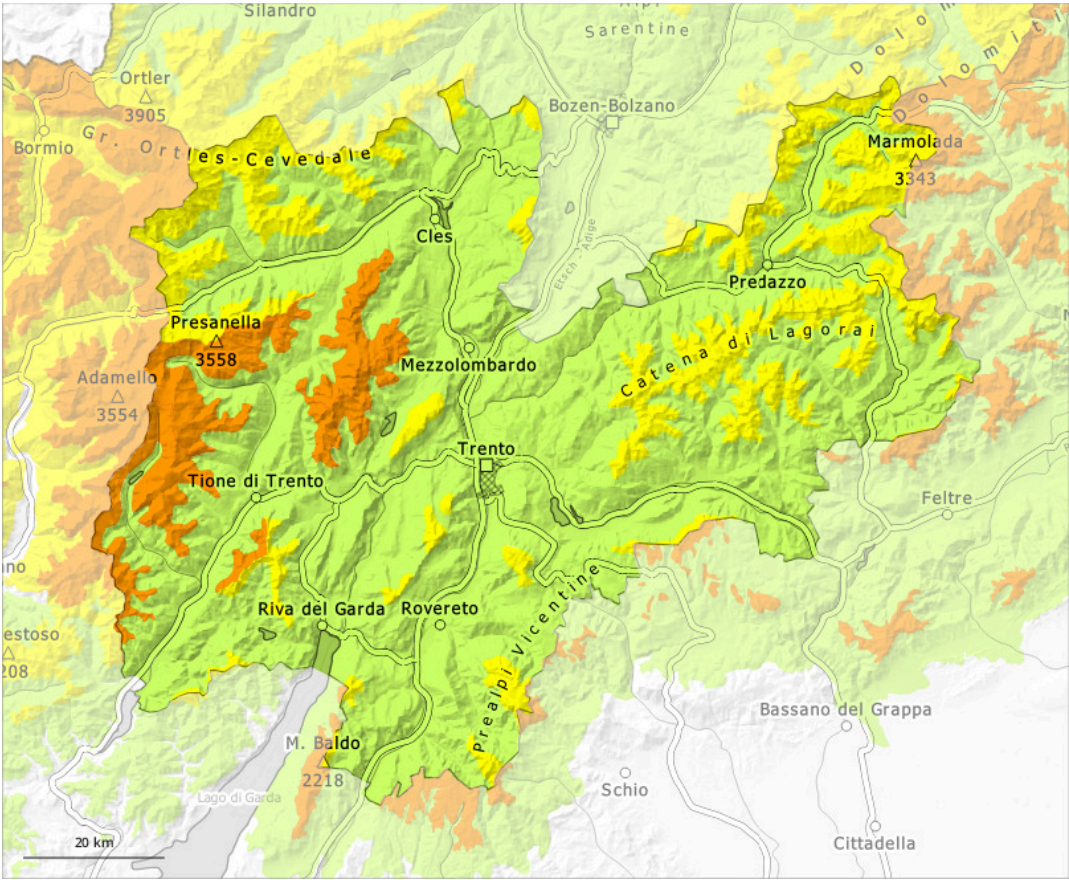 Silandro
Sarentine
Ortler
3905
Bozen-Bolzano
Bormio
Gr. Ortles-Cevedale
Dolomiti
Marmolada
3343
Cles
Etsch - Adige
Predazzo
Presanella
3558
Catena di Lagorai
Mezzolombardo
Adamello
3554
Trento
Tione di Trento
Feltre
Riva del Garda
Rovereto
Prealpi Vicentine
208
Bassano del Grappa
M. Baldo
2218
Schio
Lago di Garda
20 km
Cittadella